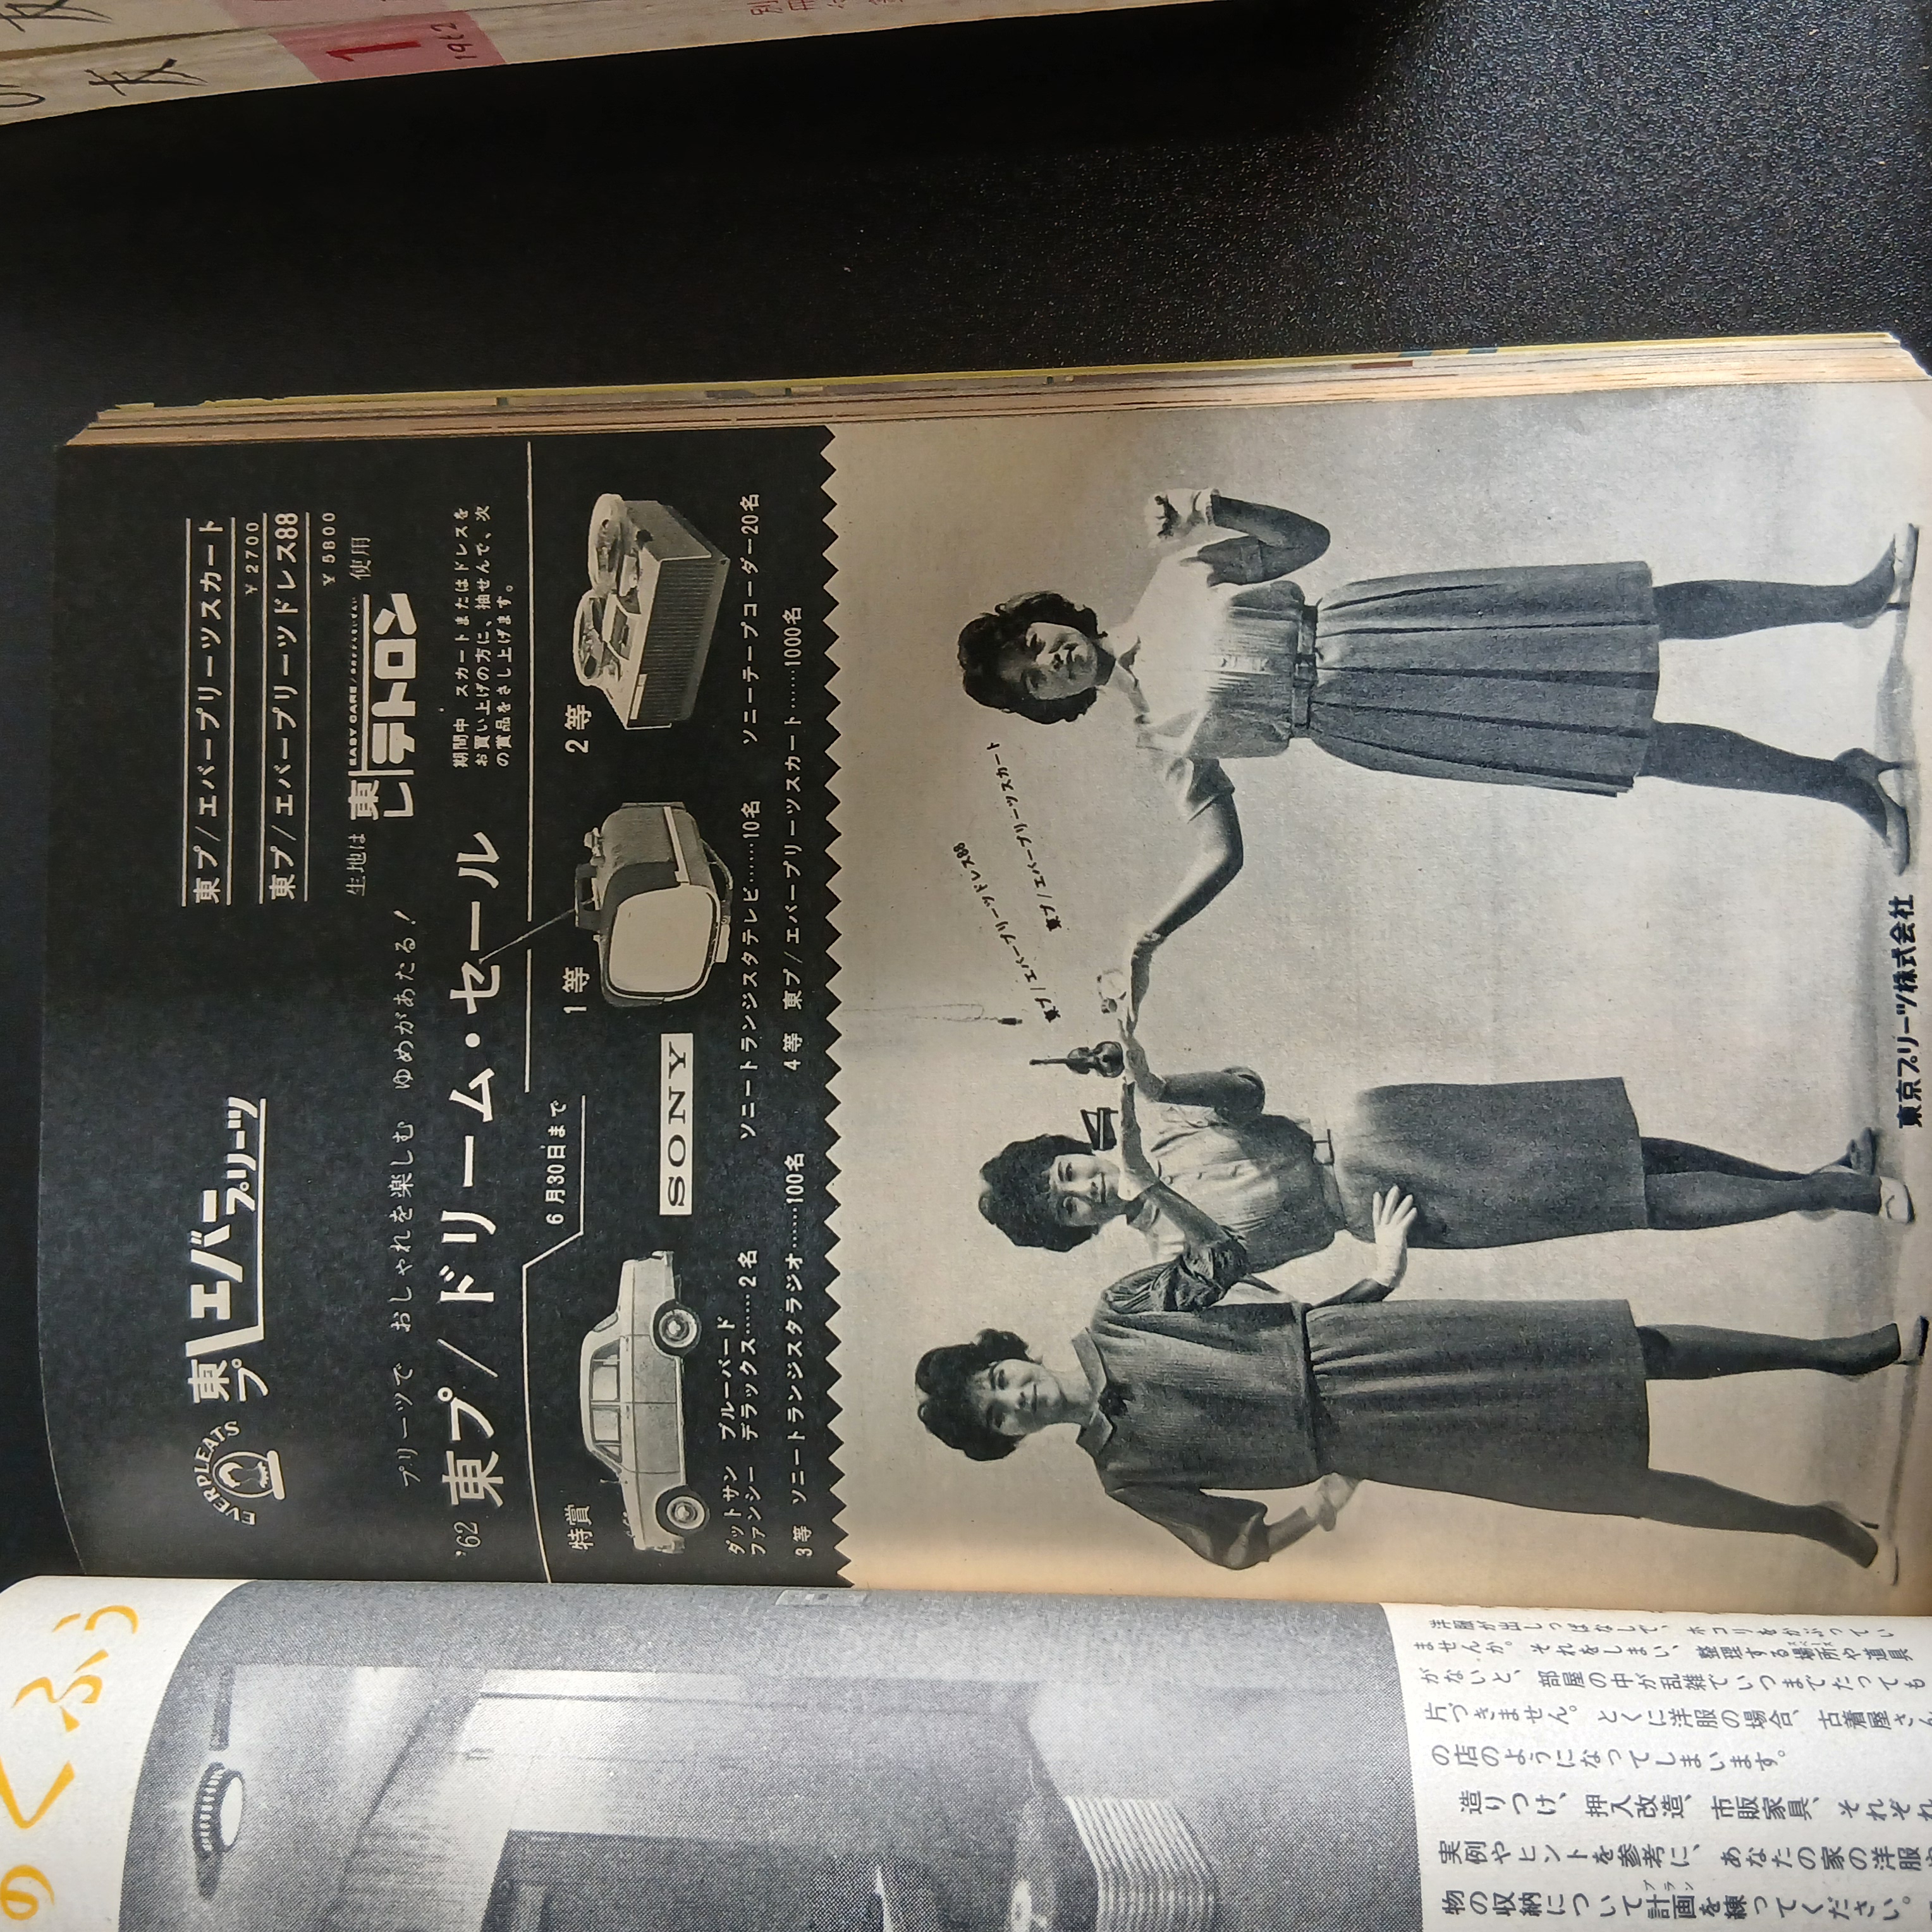 友
1
1962
EVERPLEATS
東プ エバープリーツ
東プ/エバープリーツスカート
￥2700
東プ/エバープリーツドレス88
￥5800
生地は 東レテトロン 使用
プリーツで おしゃれを楽しむ ゆめがあたる!
'62 東プ/ドリーム・セール
期間中 スカートまたはドレスを
お買い上げの方に、抽せんで、次
の賞品をさし上げます。
6月30日まで
特賞
1等
2等
SONY
ダットサン ブルーバード
ファンシー デラックス……2名
ソニートランジスタテレビ……10名
ソニーテープコーダー20名
3等 ソニートランジスタラジオ……100名
4等 東プ/エバープリーツスカート……1000名
東プ/エバープリーツドレス88
東プ/エバープリーツスカート
東京プリーツ株式会社
のくふう
洋服が出しっぱなしで、ホコリをかぶってい
ませんか。それをしまい、整理する場所や道具
がないと、部屋の中が乱雑でいつまでたっても
片づきません。とくに洋服の場合、古着屋さん
の店のようになってしまいます。
造りつけ、押入改造、市販家具、それぞれ
実例やヒントを参考に、あなたの家の洋服や
物の収納について計画を練ってください。